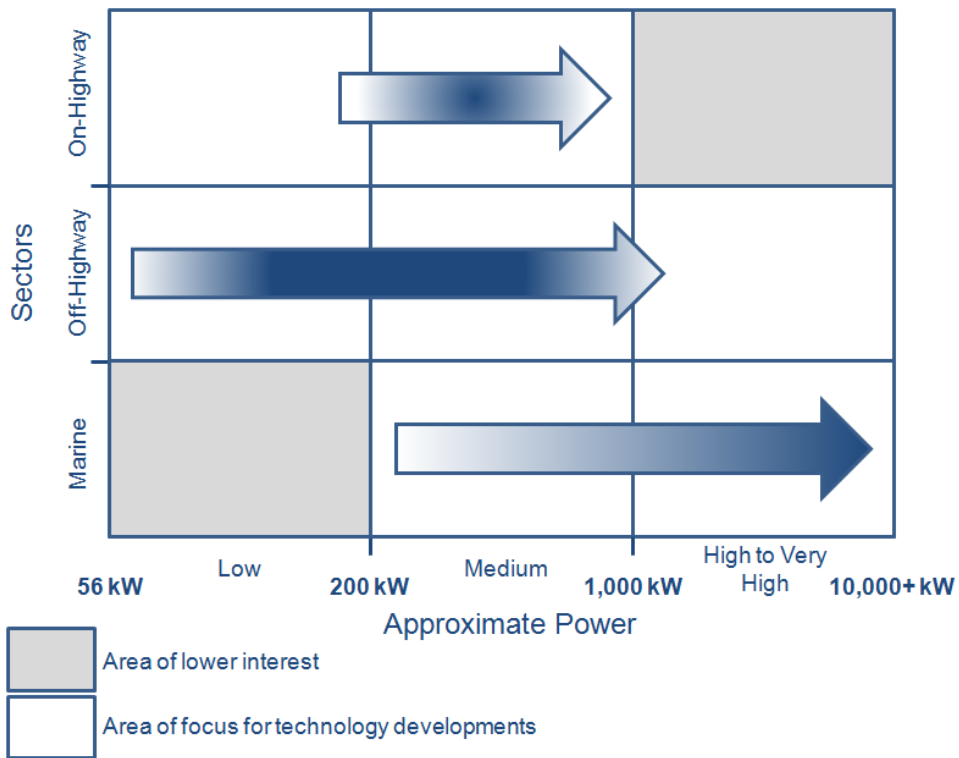 Sectors
On-Highway
Off-Highway
Marine
Low
Medium
High to Very
High
56 kW
200 kW
1,000 kW
10,000+ kW
Approximate Power
Area of lower interest
Area of focus for technology developments